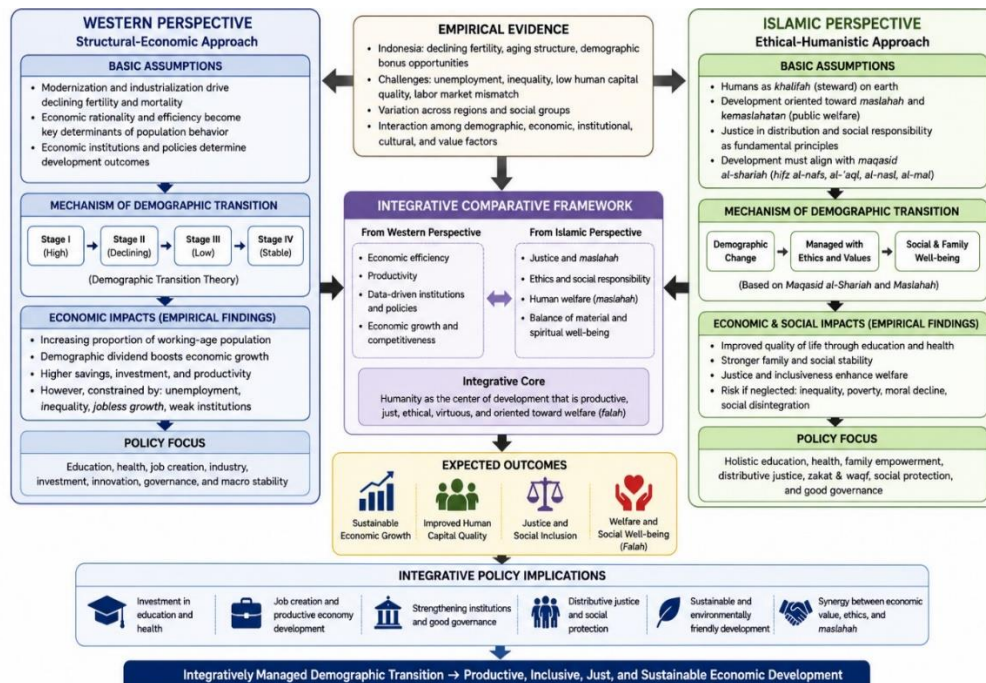 WESTERN PERSPECTIVE
Structural-Economic Approach
BASIC ASSUMPTIONS
• Modernization and industrialization drive
declining fertility and mortality
• Economic rationality and efficiency become
key determinants of population behavior
• Economic institutions and policies determine
development outcomes
MECHANISM OF DEMOGRAPHIC TRANSITION
Stage I
(High)
Stage II
(Declining)
Stage III
(Low)
Stage IV
(Stable)
(Demographic Transition Theory)
ECONOMIC IMPACTS (EMPIRICAL FINDINGS)
• Increasing proportion of working-age population
• Demographic dividend boosts economic growth
• Higher savings, investment, and productivity
• However, constrained by: unemployment,
inequality, jobless growth, weak institutions
POLICY FOCUS
Education, health, job creation, industry,
investment, innovation, governance, and macro stability
EMPIRICAL EVIDENCE
• Indonesia: declining fertility, aging structure, demographic
bonus opportunities
• Challenges: unemployment, inequality, low human capital
quality, labor market mismatch
• Variation across regions and social groups
• Interaction among demographic, economic, institutional,
cultural, and value factors
INTEGRATIVE COMPARATIVE FRAMEWORK
From Western Perspective
• Economic efficiency
• Productivity
• Data-driven institutions
and policies
• Economic growth and
competitiveness
From Islamic Perspective
• Justice and maslahah
• Ethics and social responsibility
• Human welfare (maslahah)
• Balance of material and
spiritual well-being
Integrative Core
Humanity as the center of development that is productive,
just, ethical, virtuous, and oriented toward welfare (falah)
EXPECTED OUTCOMES
Sustainable
Economic Growth
Improved Human
Capital Quality
Justice and
Social Inclusion
Welfare and
Social Well-being
(Falah)
ISLAMIC PERSPECTIVE
Ethical-Humanistic Approach
BASIC ASSUMPTIONS
• Humans as khalifah (steward) on earth
• Development oriented toward maslahah and
kemaslahatan (public welfare)
• Justice in distribution and social responsibility
as fundamental principles
• Development must align with maqasid
al-shariah (hifz al-nafs, al-'aql, al-nasl, al-mal)
MECHANISM OF DEMOGRAPHIC TRANSITION
Demographic
Change
Managed with
Ethics and Values
Social & Family
Well-being
(Based on Maqasid al-Shariah and Maslahah)
ECONOMIC & SOCIAL IMPACTS (EMPIRICAL FINDINGS)
• Improved quality of life through education and health
• Stronger family and social stability
• Justice and inclusiveness enhance welfare
• Risk if neglected: inequality, poverty, moral decline,
social disintegration
POLICY FOCUS
Holistic education, health, family empowerment,
distributive justice, zakat & waqf, social protection,
and good governance
INTEGRATIVE POLICY IMPLICATIONS
Investment in
education and
health
Job creation and
productive economy
development
Strengthening institutions
and good governance
Distributive justice
and social
protection
Sustainable and
environmentally
friendly development
Synergy between economic
value, ethics, and
maslahah
Integratively Managed Demographic Transition → Productive, Inclusive, Just, and Sustainable Economic Development